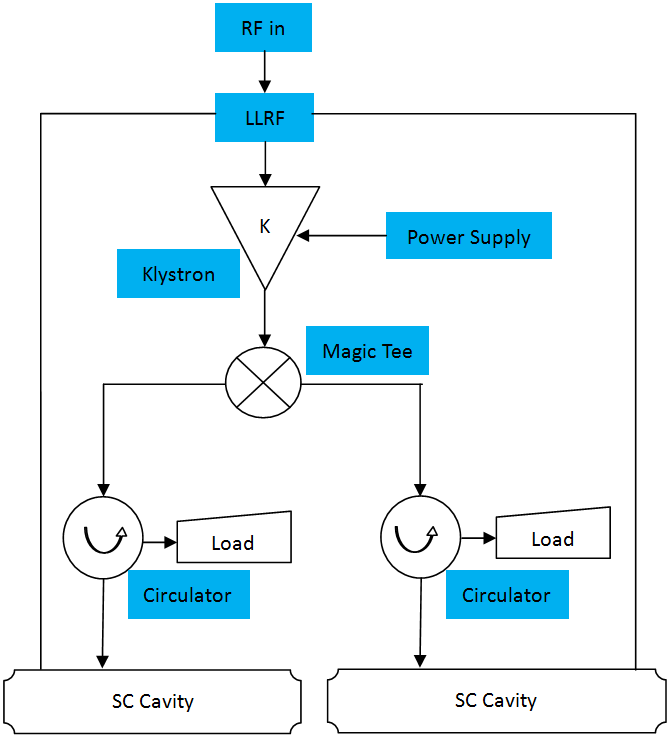 RF in
LLRF
K
Power Supply
Klystron
Magic Tee
Load
Load
Circulator
Circulator
SC Cavity
SC Cavity